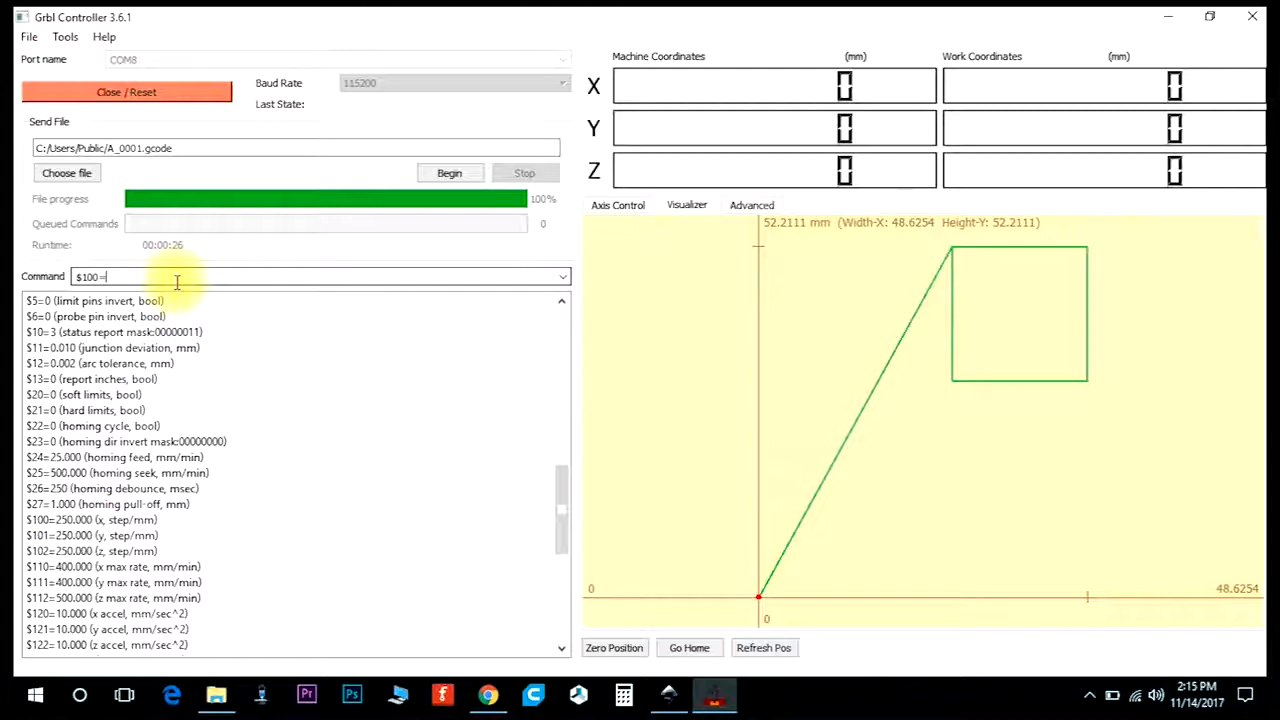 Grbl Controller 3.6.1
File Tools Help
Port name COM8
Close / Reset
Baud Rate 115200
Last State:
Send File
C:/Users/Public/A_0001.gcode
Choose file Begin Stop
File progress 100%
Queued Commands 0
Runtime: 00:00:26
Command $100=
$5=0 (limit pins invert, bool)
$6=0 (probe pin invert, bool)
$10=3 (status report mask:00000011)
$11=0.010 (junction deviation, mm)
$12=0.002 (arc tolerance, mm)
$13=0 (report inches, bool)
$20=0 (soft limits, bool)
$21=0 (hard limits, bool)
$22=0 (homing cycle, bool)
$23=0 (homing dir invert mask:00000000)
$24=25.000 (homing feed, mm/min)
$25=500.000 (homing seek, mm/min)
$26=250 (homing debounce, msec)
$27=1.000 (homing pull-off, mm)
$100=250.000 (x, step/mm)
$101=250.000 (y, step/mm)
$102=250.000 (z, step/mm)
$110=400.000 (x max rate, mm/min)
$111=400.000 (y max rate, mm/min)
$112=500.000 (z max rate, mm/min)
$120=10.000 (x accel, mm/sec^2)
$121=10.000 (y accel, mm/sec^2)
$122=10.000 (z accel, mm/sec^2)
Machine Coordinates (mm) Work Coordinates (mm)
X 0 0
Y 0 0
Z 0 0
Axis Control Visualizer Advanced
52.2111 mm (Width-X: 48.6254 Height-Y: 52.2111)
0 48.6254
0
Zero Position Go Home Refresh Pos
Pr Ps
2:15 PM
11/14/2017